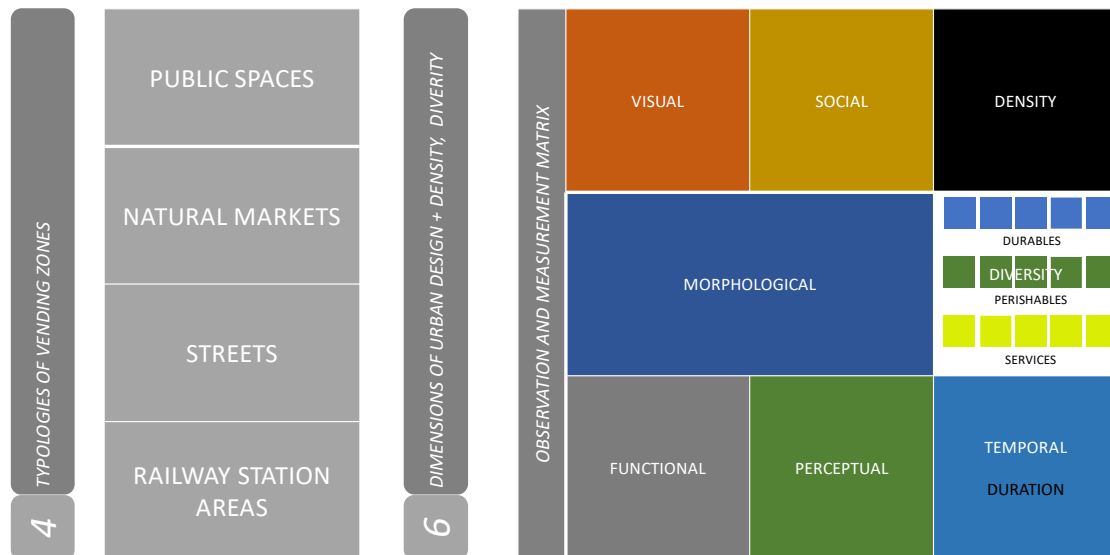 TYPOLOGIES OF VENDING ZONES
4
PUBLIC SPACES
NATURAL MARKETS
STREETS
RAILWAY STATION
AREAS
DIMENSIONS OF URBAN DESIGN + DENSITY, DIVERITY
6
OBSERVATION AND MEASUREMENT MATRIX
VISUAL
SOCIAL
DENSITY
MORPHOLOGICAL
DURABLES
DIVERSITY
PERISHABLES
SERVICES
FUNCTIONAL
PERCEPTUAL
TEMPORAL
DURATION